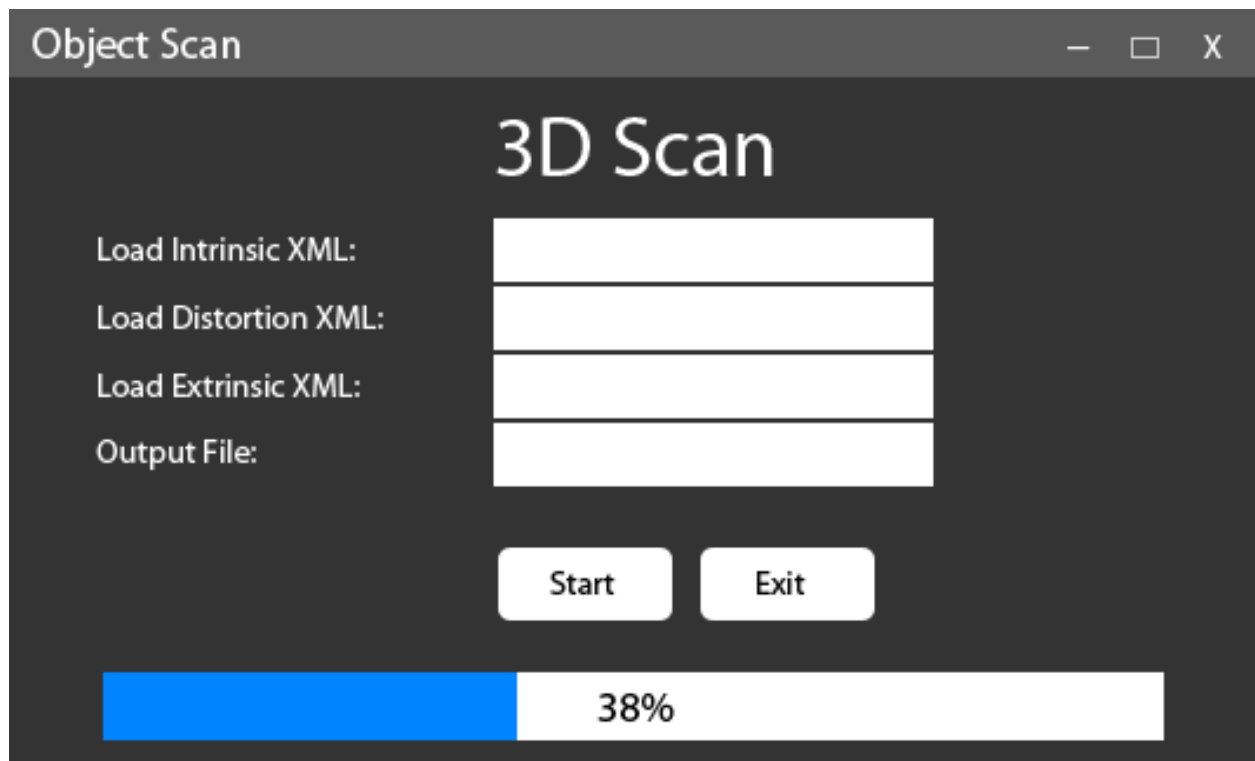 Object Scan
X
3D Scan
Load Intrinsic XML:
Load Distortion XML:
Load Extrinsic XML:
Output File:
Start
Exit
38%